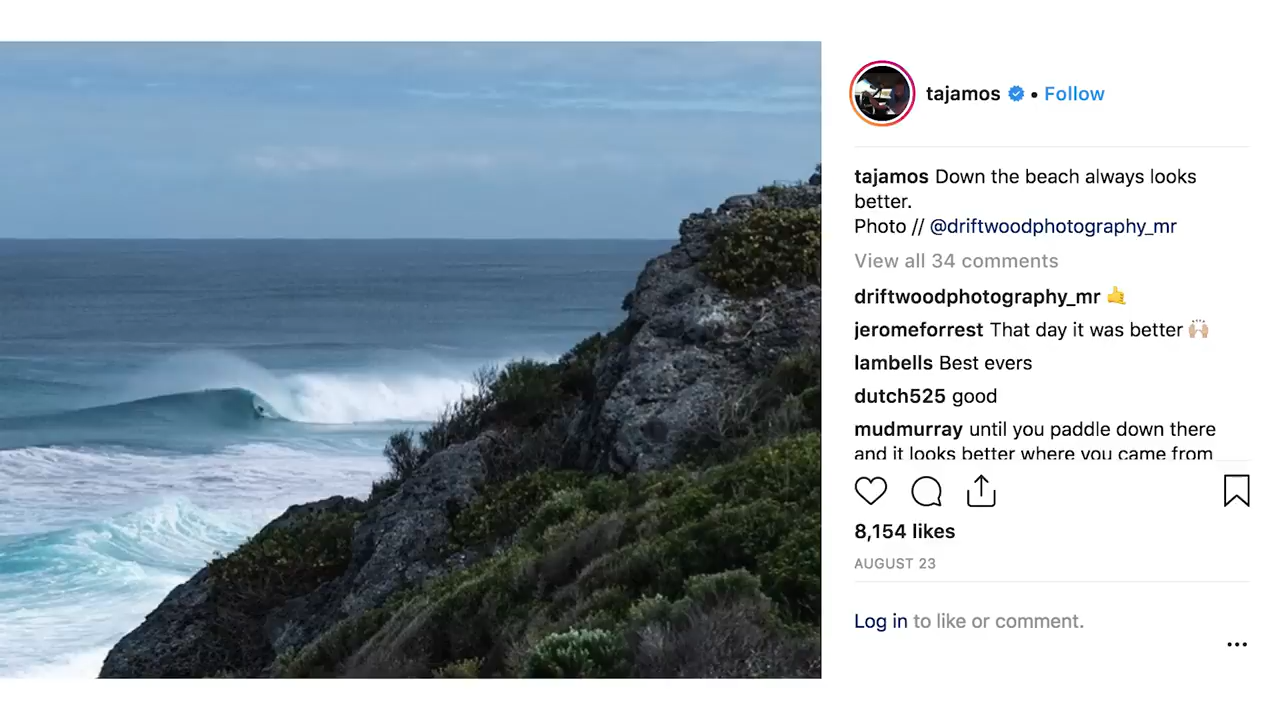 tajamos • Follow
tajamos Down the beach always looks
better.
Photo // @driftwoodphotography_mr
View all 34 comments
driftwoodphotography_mr 🤙
jeromeforrest That day it was better 🙌🏼
lambells Best evers
dutch525 good
mudmurray until you paddle down there
and it looks better where you came from
8,154 likes
AUGUST 23
Log in to like or comment.